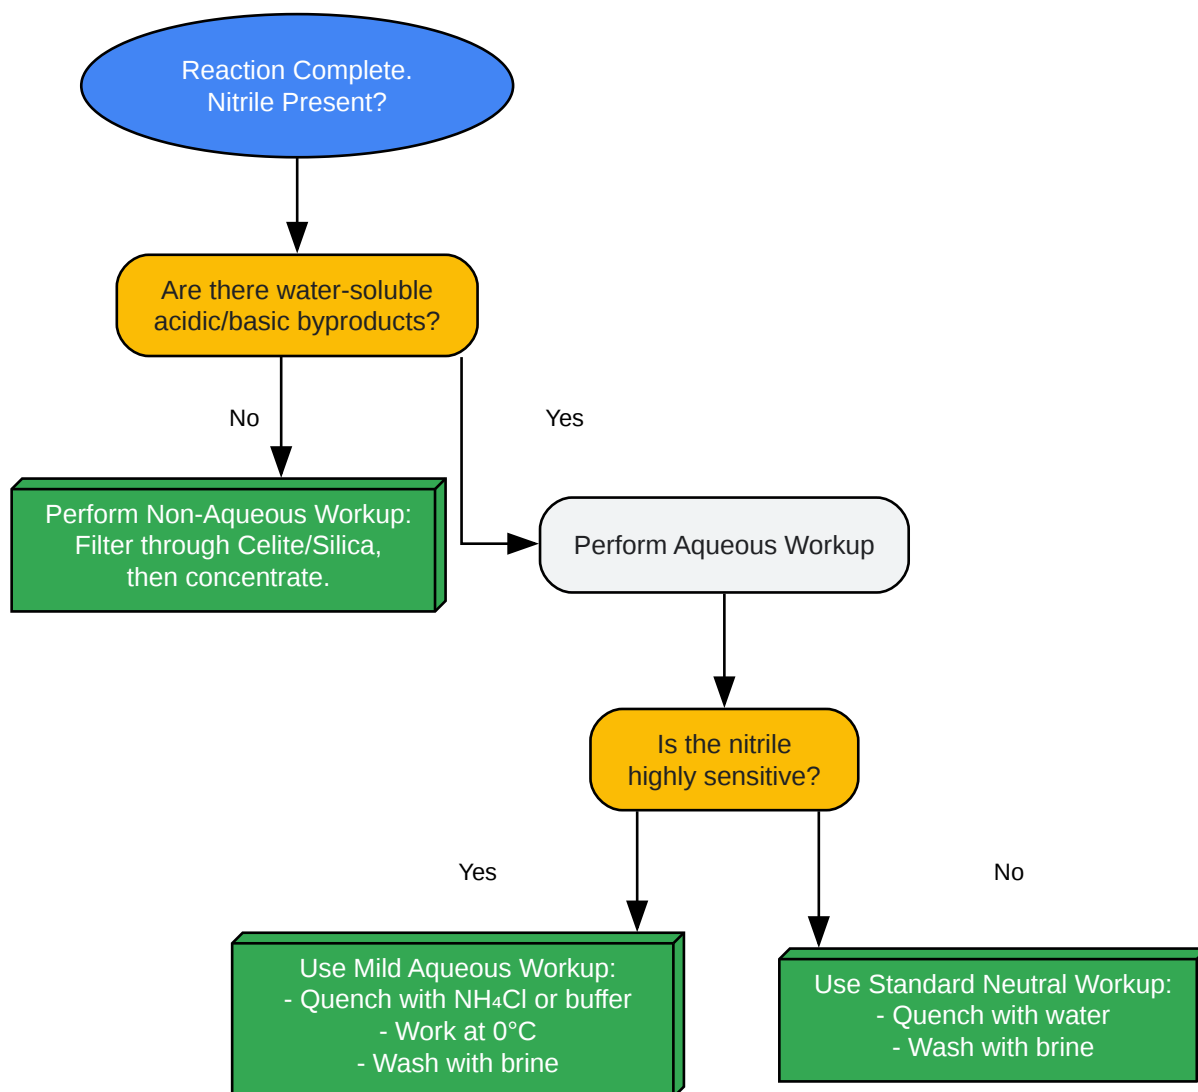 Reaction Complete.
Nitrile Present?
Are there water-soluble
acidic/basic byproducts?
No
Yes
Perform Non-Aqueous Workup:
Filter through Celite/Silica,
then concentrate.
Perform Aqueous Workup
Is the nitrile
highly sensitive?
Yes
No
Use Mild Aqueous Workup:
- Quench with NH₄Cl or buffer
- Work at 0°C
- Wash with brine
Use Standard Neutral Workup:
- Quench with water
- Wash with brine